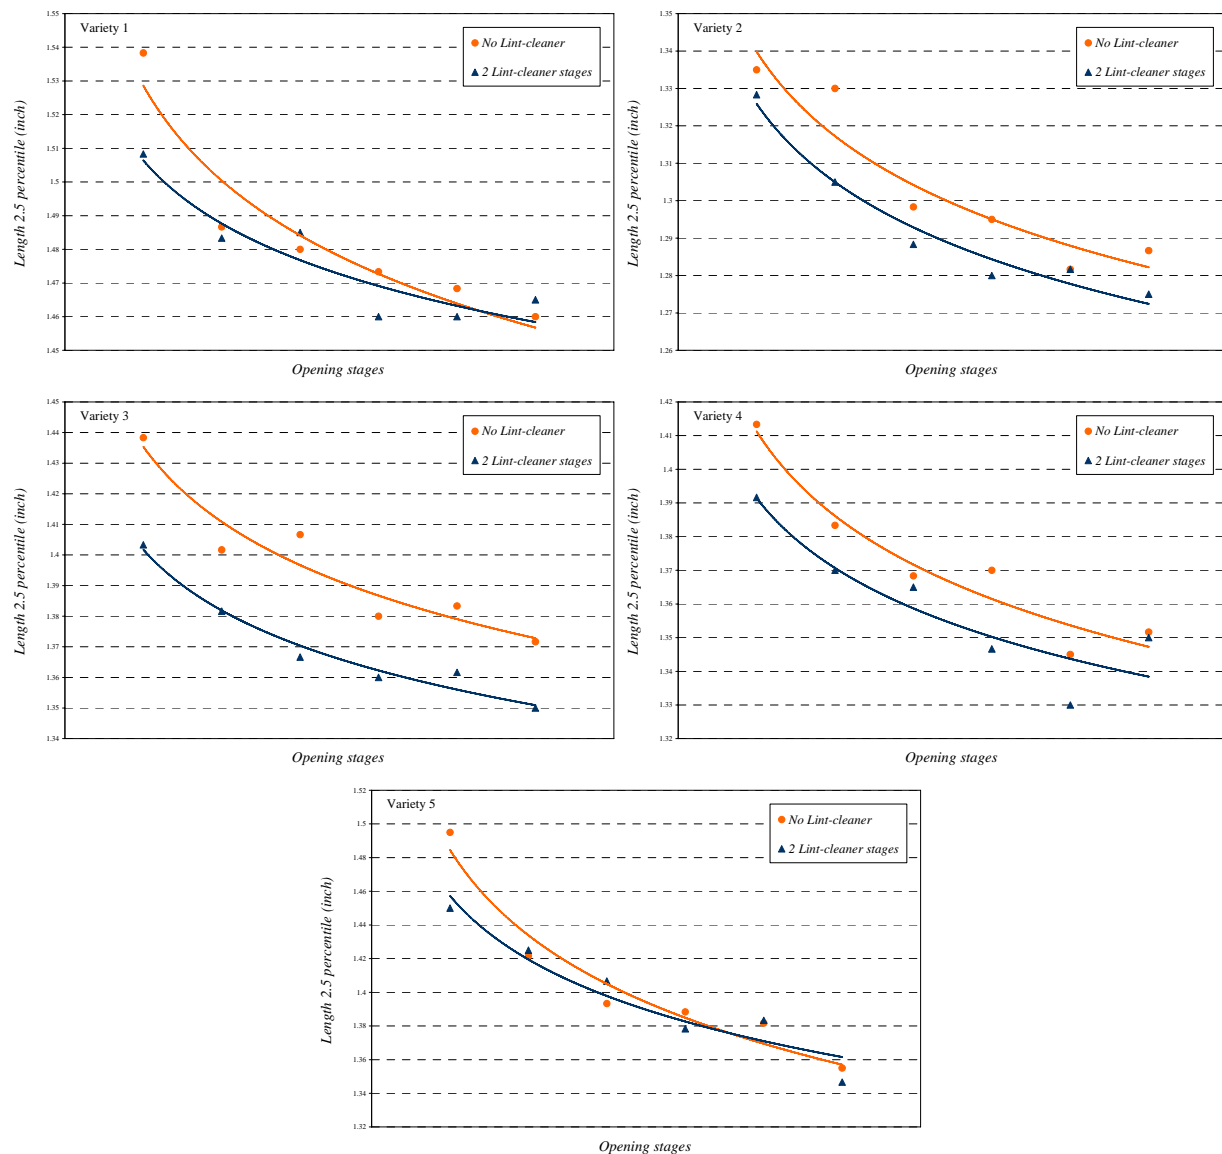 Variety 1
No Lint-cleaner
2 Lint-cleaner stages
Length 2.5 percentile (inch)
1.55
1.54
1.53
1.52
1.51
1.5
1.49
1.48
1.47
1.46
1.45
Opening stages
Variety 2
No Lint-cleaner
2 Lint-cleaner stages
Length 2.5 percentile (inch)
1.35
1.34
1.33
1.32
1.31
1.3
1.29
1.28
1.27
1.26
Opening stages
Variety 3
No Lint-cleaner
2 Lint-cleaner stages
Length 2.5 percentile (inch)
1.45
1.44
1.43
1.42
1.41
1.4
1.39
1.38
1.37
1.36
1.35
1.34
Opening stages
Variety 4
No Lint-cleaner
2 Lint-cleaner stages
Length 2.5 percentile (inch)
1.42
1.41
1.4
1.39
1.38
1.37
1.36
1.35
1.34
1.33
1.32
Opening stages
Variety 5
No Lint-cleaner
2 Lint-cleaner stages
Length 2.5 percentile (inch)
1.52
1.5
1.48
1.46
1.44
1.42
1.4
1.38
1.36
1.34
1.32
Opening stages